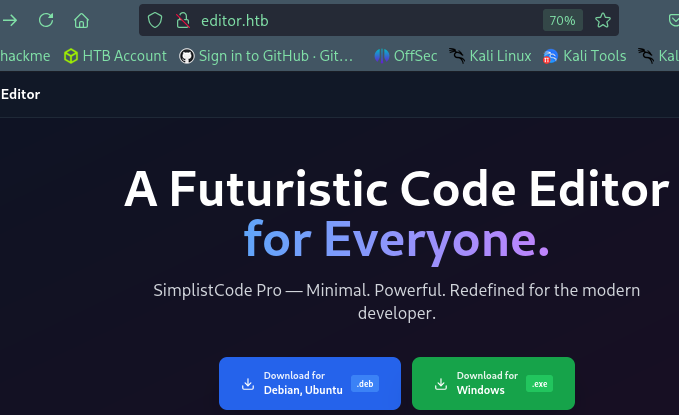 editor.htb
70%
hackme
HTB Account
Sign in to GitHub · Git…
OffSec
Kali Linux
Kali Tools
Kal
Editor
A Futuristic Code Editor
for Everyone.
SimplistCode Pro — Minimal. Powerful. Redefined for the modern
developer.
Download for
Debian, Ubuntu
.deb
Download for
Windows
.exe